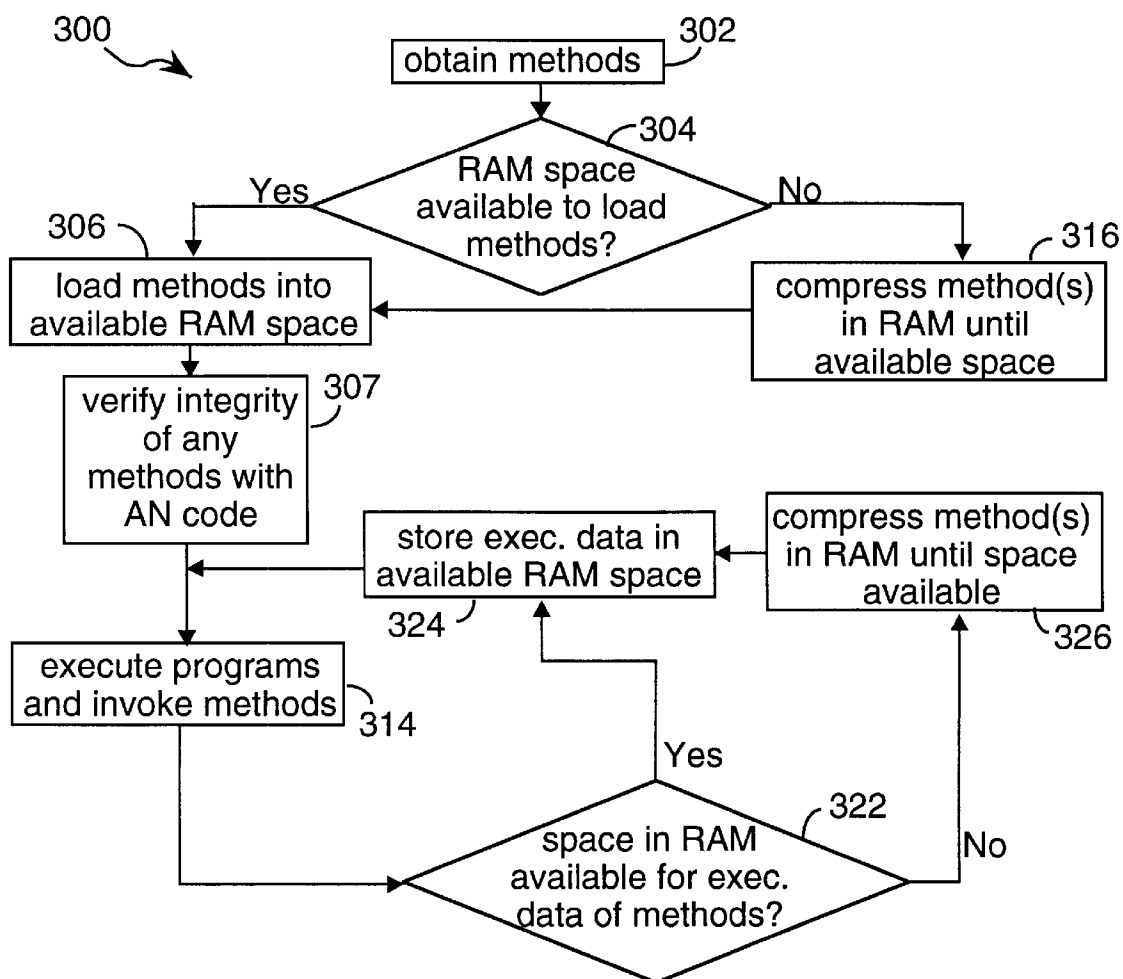 300
302
obtain methods
304
RAM space
available to load
methods?
Yes
No
306
load methods into
available RAM space
316
compress method(s)
in RAM until
available space
307
verify integrity
of any
methods with
AN code
store exec. data in
available RAM space
324
compress method(s)
in RAM until space
available
326
execute programs
and invoke methods
314
Yes
322
space in RAM
available for exec.
data of methods?
No